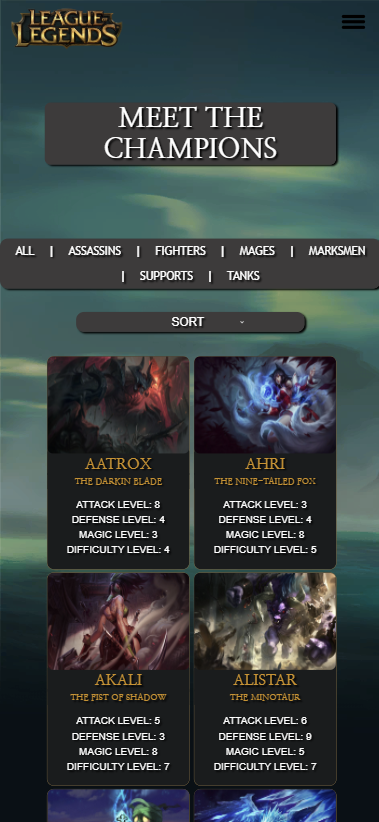 LEAGUE OF
LEGENDS
MEET THE
CHAMPIONS
ALL | ASSASSINS | FIGHTERS | MAGES | MARKSMEN
| SUPPORTS | TANKS
SORT
AATROX
THE DARKIN BLADE
ATTACK LEVEL: 8
DEFENSE LEVEL: 4
MAGIC LEVEL: 3
DIFFICULTY LEVEL: 4
AHRI
THE NINE-TAILED FOX
ATTACK LEVEL: 3
DEFENSE LEVEL: 4
MAGIC LEVEL: 8
DIFFICULTY LEVEL: 5
AKALI
THE FIST OF SHADOW
ATTACK LEVEL: 5
DEFENSE LEVEL: 3
MAGIC LEVEL: 8
DIFFICULTY LEVEL: 7
ALISTAR
THE MINOTAUR
ATTACK LEVEL: 6
DEFENSE LEVEL: 9
MAGIC LEVEL: 5
DIFFICULTY LEVEL: 7